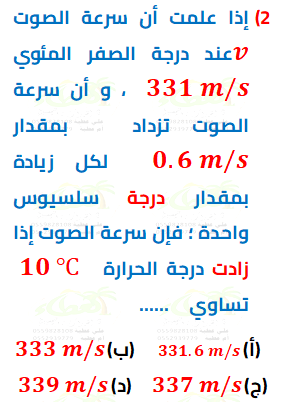 2) إذا علمت أن سرعة الصوت
v عند درجة الصفر المئوي
331 m/s ، و أن سرعة
الصوت تزداد بمقدار
0.6 m/s لكل زيادة
بمقدار درجة سلسيوس
واحدة ؛ فإن سرعة الصوت إذا
زادت درجة الحرارة 10 °C
تساوي ......
(أ) 331.6 m/s (ب) 333 m/s
(ج) 337 m/s (د) 339 m/s